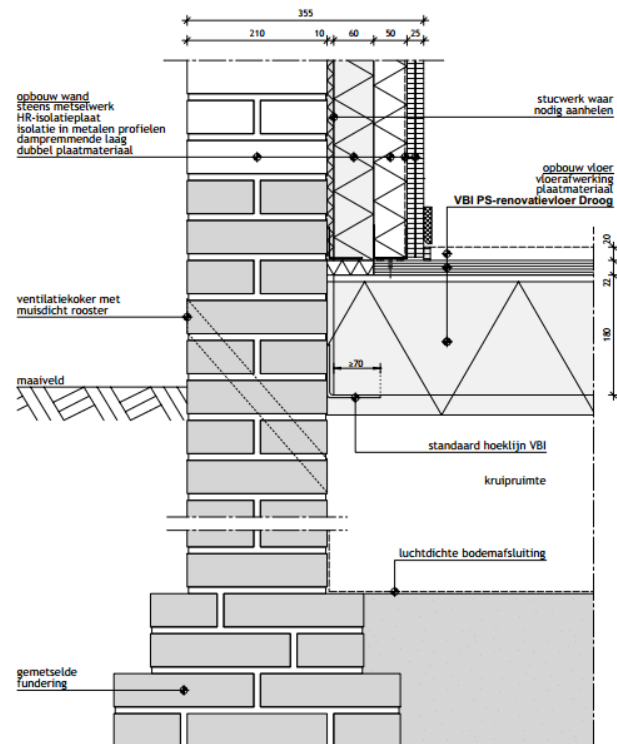 355
210
10
60
50
25
opbouw wand
steens metselwerk
HR-isolatieplaat
isolatie in metalen profielen
dampremmende laag
dubbel plaatmateriaal
stucwerk waar
nodig aanhelen
opbouw vloer
vloerafwerking
plaatmateriaal
VBI PS-renovatievloer Droog
20
22
180
ventilatiekoker met
muisdicht rooster
≥70
maaiveld
standaard hoeklijn VBI
kruipruimte
luchtdichte bodemafsluiting
gemetselde
fundering